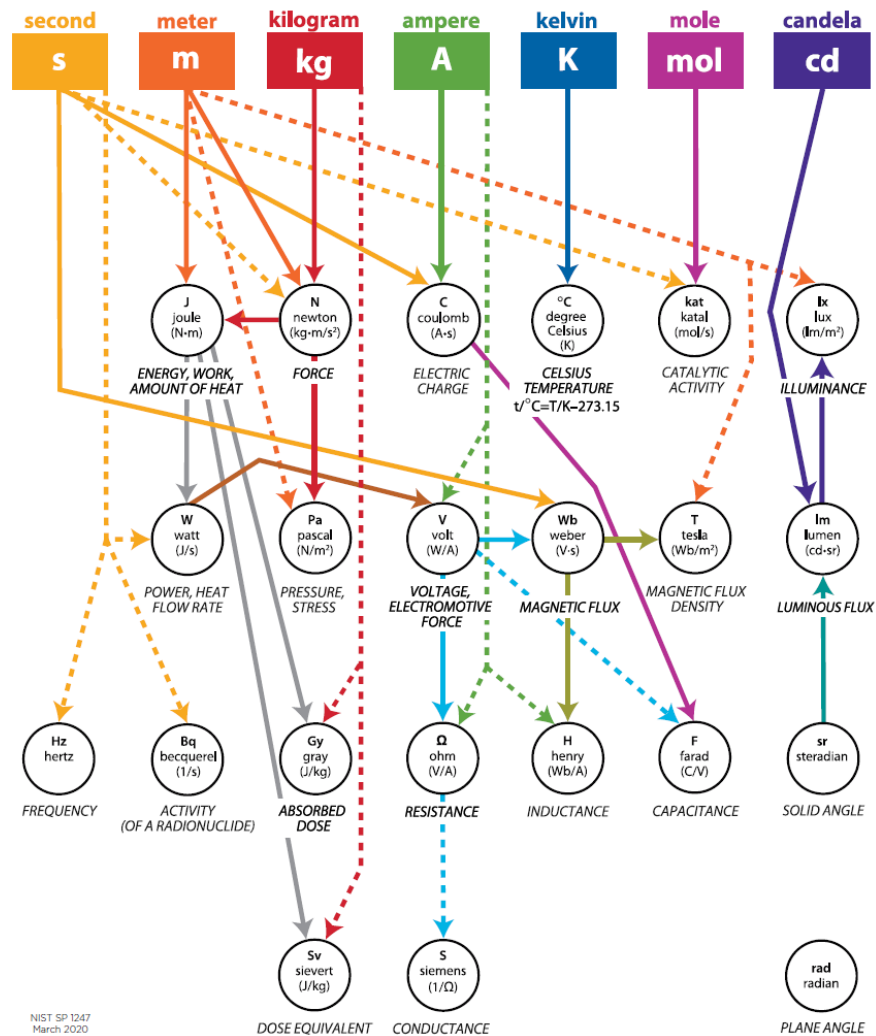 second
meter
kilogram
ampere
kelvin
mole
candela
s
m
kg
A
K
mol
cd
J
joule
(N·m)
ENERGY, WORK,
AMOUNT OF HEAT
N
newton
(kg·m/s²)
FORCE
C
coulomb
(A·s)
ELECTRIC
CHARGE
°C
degree
Celsius
(K)
CELSIUS
TEMPERATURE
t/°C=T/K–273.15
kat
katal
(mol/s)
CATALYTIC
ACTIVITY
lx
lux
(lm/m²)
ILLUMINANCE
W
watt
(J/s)
POWER, HEAT
FLOW RATE
Pa
pascal
(N/m²)
PRESSURE,
STRESS
V
volt
(W/A)
VOLTAGE,
ELECTROMOTIVE
FORCE
Wb
weber
(V·s)
MAGNETIC FLUX
T
tesla
(Wb/m²)
MAGNETIC FLUX
DENSITY
lm
lumen
(cd·sr)
LUMINOUS FLUX
Hz
hertz
FREQUENCY
Bq
becquerel
(1/s)
ACTIVITY
(OF A RADIONUCLIDE)
Gy
gray
(J/kg)
ABSORBED
DOSE
Ω
ohm
(V/A)
RESISTANCE
H
henry
(Wb/A)
INDUCTANCE
F
farad
(C/V)
CAPACITANCE
sr
steradian
SOLID ANGLE
Sv
sievert
(J/kg)
DOSE EQUIVALENT
S
siemens
(1/Ω)
CONDUCTANCE
rad
radian
PLANE ANGLE
NIST SP 1247
March 2020